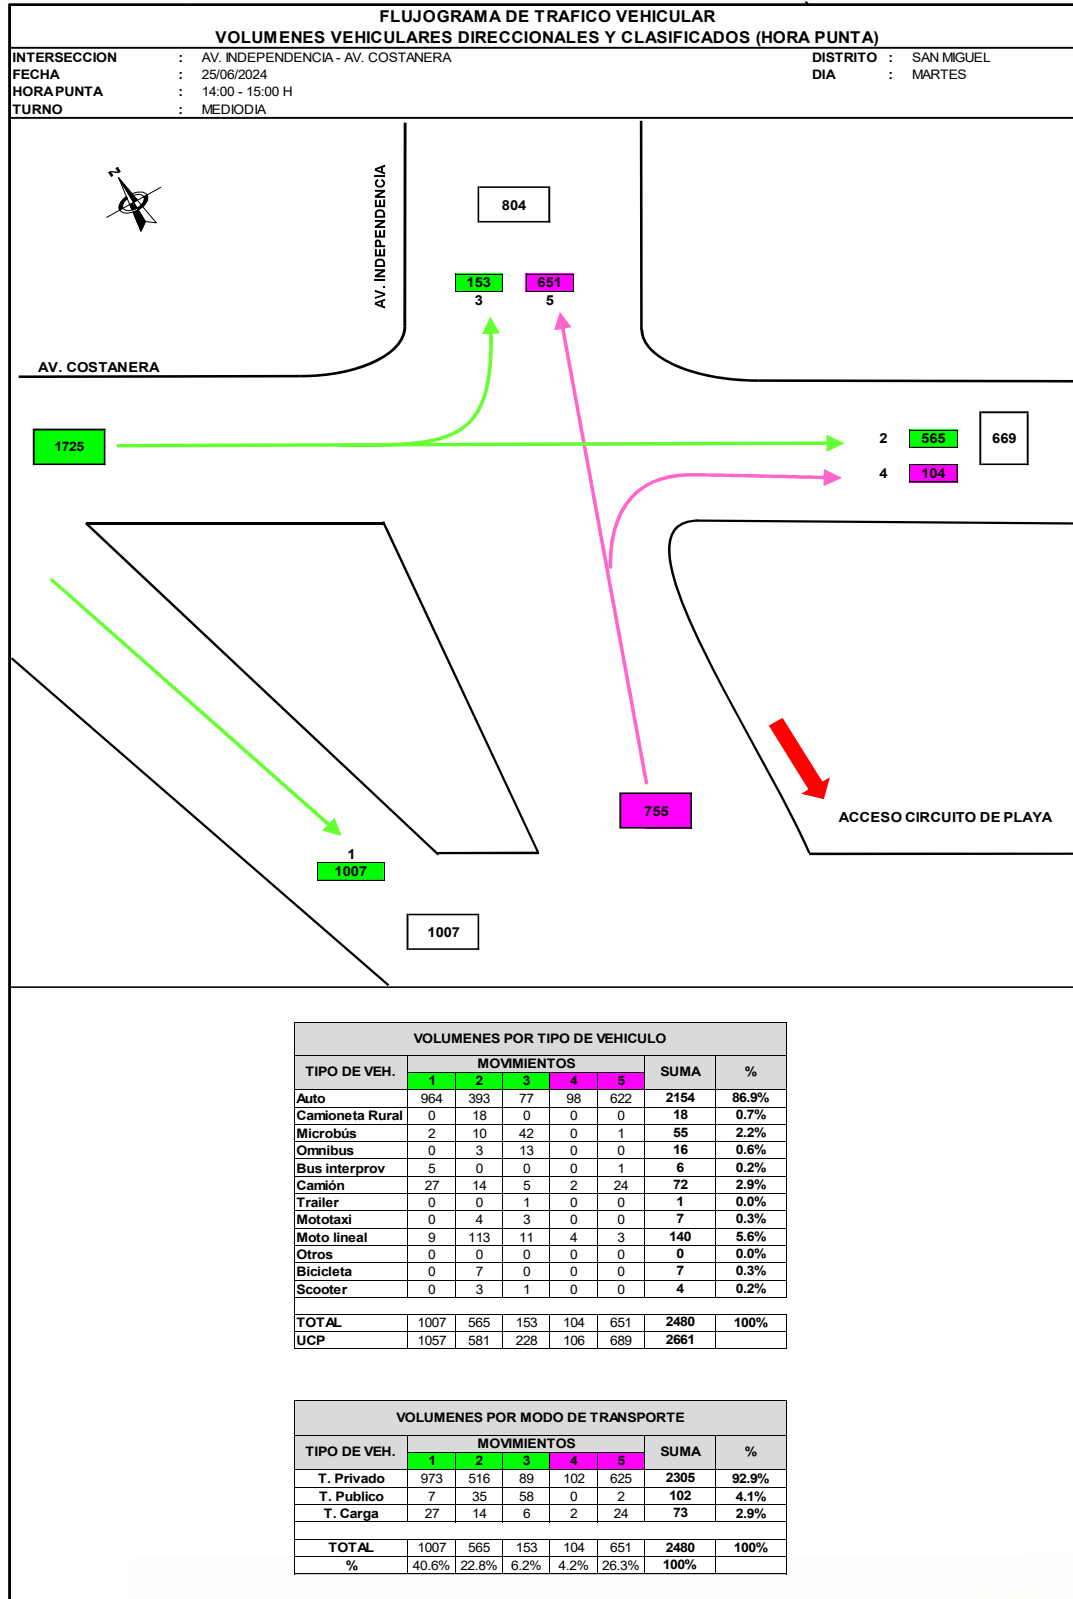 FLUJOGRAMA DE TRAFICO VEHICULAR
VOLUMENES VEHICULARES DIRECCIONALES Y CLASIFICADOS (HORA PUNTA)
INTERSECCION : AV. INDEPENDENCIA - AV. COSTANERA DISTRITO : SAN MIGUEL
FECHA : 25/06/2024 DIA : MARTES
HORA PUNTA : 14:00 - 15:00 H
TURNO : MEDIODIA
N
AV. INDEPENDENCIA
804
153 651
3 5
AV. COSTANERA
1725
2 565 669
4 104
755
ACCESO CIRCUITO DE PLAYA
1
1007
1007
VOLUMENES POR TIPO DE VEHICULO
TIPO DE VEH. MOVIMIENTOS SUMA %
1 2 3 4 5
Auto 964 393 77 98 622 2154 86.9%
Camioneta Rural 0 18 0 0 0 18 0.7%
Microbús 2 10 42 0 1 55 2.2%
Omnibus 0 3 13 0 0 16 0.6%
Bus interprov 5 0 0 0 1 6 0.2%
Camión 27 14 5 2 24 72 2.9%
Trailer 0 0 1 0 0 1 0.0%
Mototaxi 0 4 3 0 0 7 0.3%
Moto lineal 9 113 11 4 3 140 5.6%
Otros 0 0 0 0 0 0 0.0%
Bicicleta 0 7 0 0 0 7 0.3%
Scooter 0 3 1 0 0 4 0.2%
TOTAL 1007 565 153 104 651 2480 100%
UCP 1057 581 228 106 689 2661
VOLUMENES POR MODO DE TRANSPORTE
TIPO DE VEH. MOVIMIENTOS SUMA %
1 2 3 4 5
T. Privado 973 516 89 102 625 2305 92.9%
T. Publico 7 35 58 0 2 102 4.1%
T. Carga 27 14 6 2 24 73 2.9%
TOTAL 1007 565 153 104 651 2480 100%
% 40.6% 22.8% 6.2% 4.2% 26.3% 100%